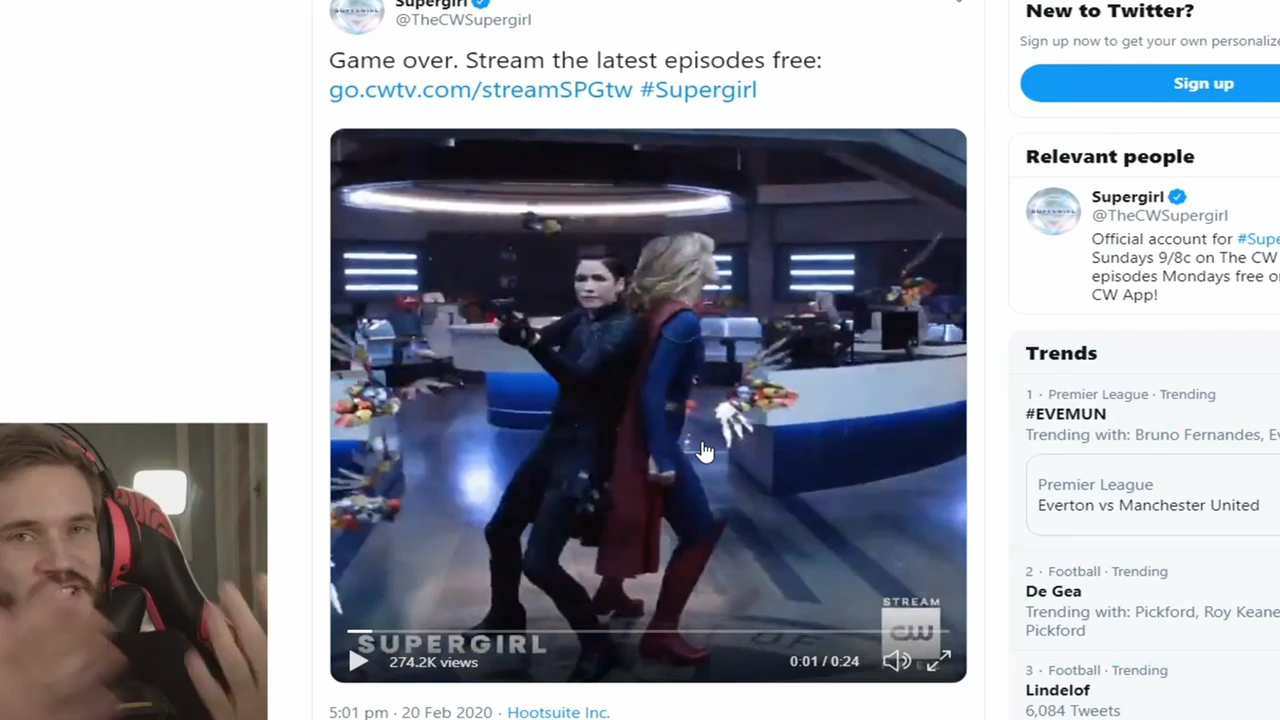 Supergirl
@TheCWSupergirl
Game over. Stream the latest episodes free:
go.cwtv.com/streamSPGtw #Supergirl
STREAM
CW
SUPERGIRL
274.2K views
0:01 / 0:24
5:01 pm · 20 Feb 2020 · Hootsuite Inc.
New to Twitter?
Sign up now to get your own personalize
Sign up
Relevant people
Supergirl
@TheCWSupergirl
Official account for #Supe
Sundays 9/8c on The CW
episodes Mondays free o
CW App!
Trends
1 · Premier League · Trending
#EVEMUN
Trending with: Bruno Fernandes, E
Premier League
Everton vs Manchester United
2 · Football · Trending
De Gea
Trending with: Pickford, Roy Keane
Pickford
3 · Football · Trending
Lindelof
6,084 Tweets